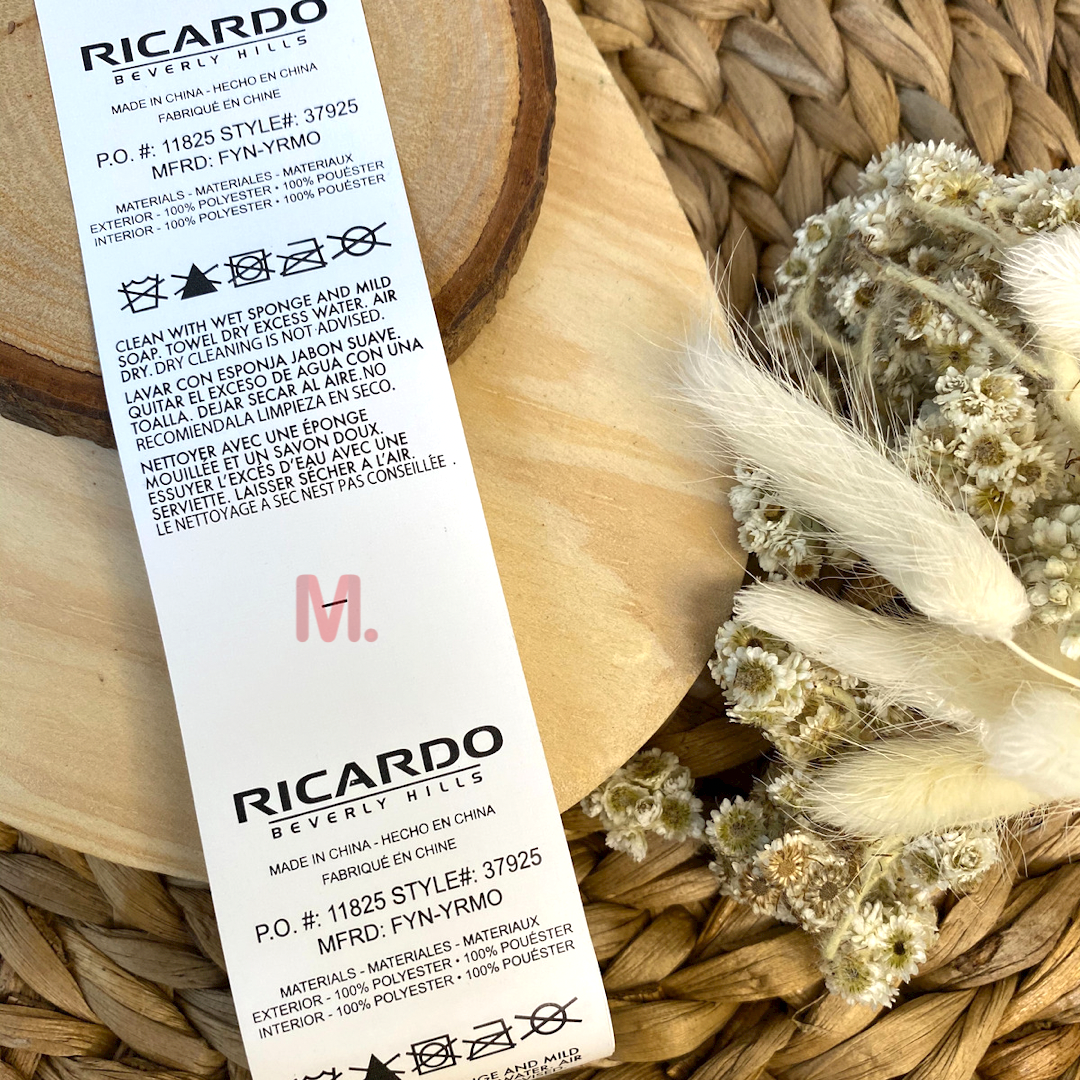 RICARDO
BEVERLY HILLS
MADE IN CHINA - HECHO EN CHINA
FABRIQUÉ EN CHINE
P.O. #: 11825 STYLE#: 37925
MFRD: FYN-YRMO
MATERIALS - MATERIALES - MATERIAUX
EXTERIOR - 100% POLYESTER • 100% POUÉSTER
INTERIOR - 100% POLYESTER • 100% POUÉSTER
CLEAN WITH WET SPONGE AND MILD
SOAP. TOWEL DRY EXCESS WATER. AIR
DRY. DRY CLEANING IS NOT ADVISED.
LAVAR CON ESPONJA JABON SUAVE.
QUITAR EL EXCESO DE AGUA CON UNA
TOALLA. DEJAR SECAR AL AIRE. NO
RECOMIENDALA LIMPIEZA EN SECO.
NETTOYER AVEC UNE ÉPONGE
MOUILLÉE ET UN SAVON DOUX.
ESSUYER L'EXCÈS D'EAU AVEC UNE
SERVIETTE. LAISSER SÉCHER A L'AIR.
LE NETTOYAGE A SEC NEST PAS CONSEILLÉE .
M.
RICARDO
BEVERLY HILLS
MADE IN CHINA - HECHO EN CHINA
FABRIQUÉ EN CHINE
P.O. #: 11825 STYLE#: 37925
MFRD: FYN-YRMO
MATERIALS - MATERIALES - MATERIAUX
EXTERIOR - 100% POLYESTER • 100% POUÉSTER
INTERIOR - 100% POLYESTER • 100% POUÉSTER
AND MILD
WATER. AIR